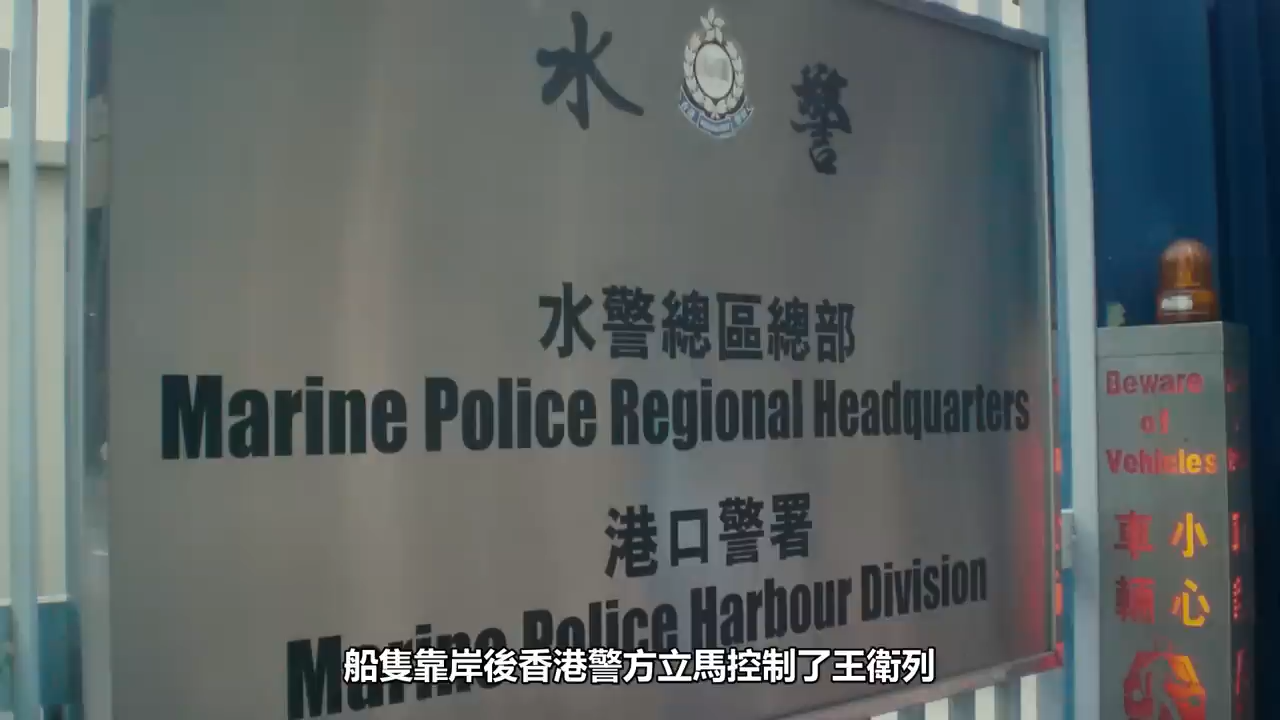 水 警
水警總區總部
Marine Police Regional Headquarters
港口警署
Marine Police Harbour Division
Beware
of
Vehicles
小心
車輛
船隻靠岸後香港警方立馬控制了王衛列